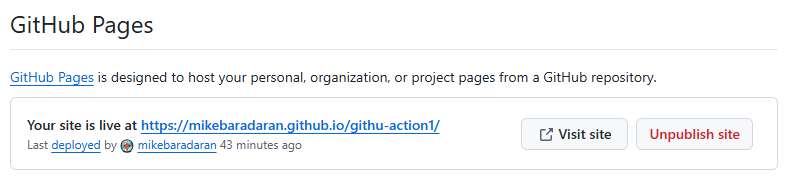 GitHub Pages
GitHub Pages is designed to host your personal, organization, or project pages from a GitHub repository.
Your site is live at https://mikebaradaran.github.io/githu-action1/
Last deployed by mikebaradaran 43 minutes ago
Visit site
Unpublish site